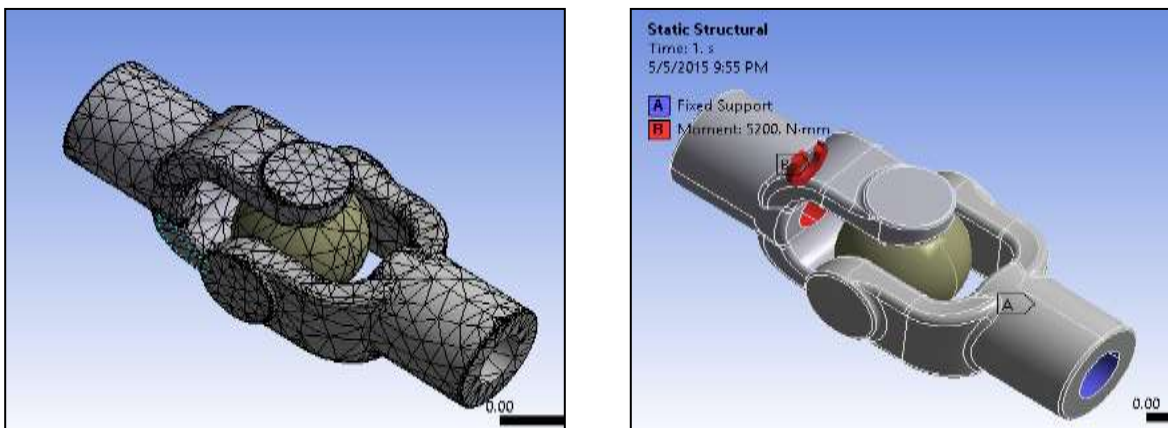 0.00
Static Structural
Time: 1. s
5/5/2015 9:55 PM
A Fixed Support
B Moment: 5200. N·mm
B
A
0.00